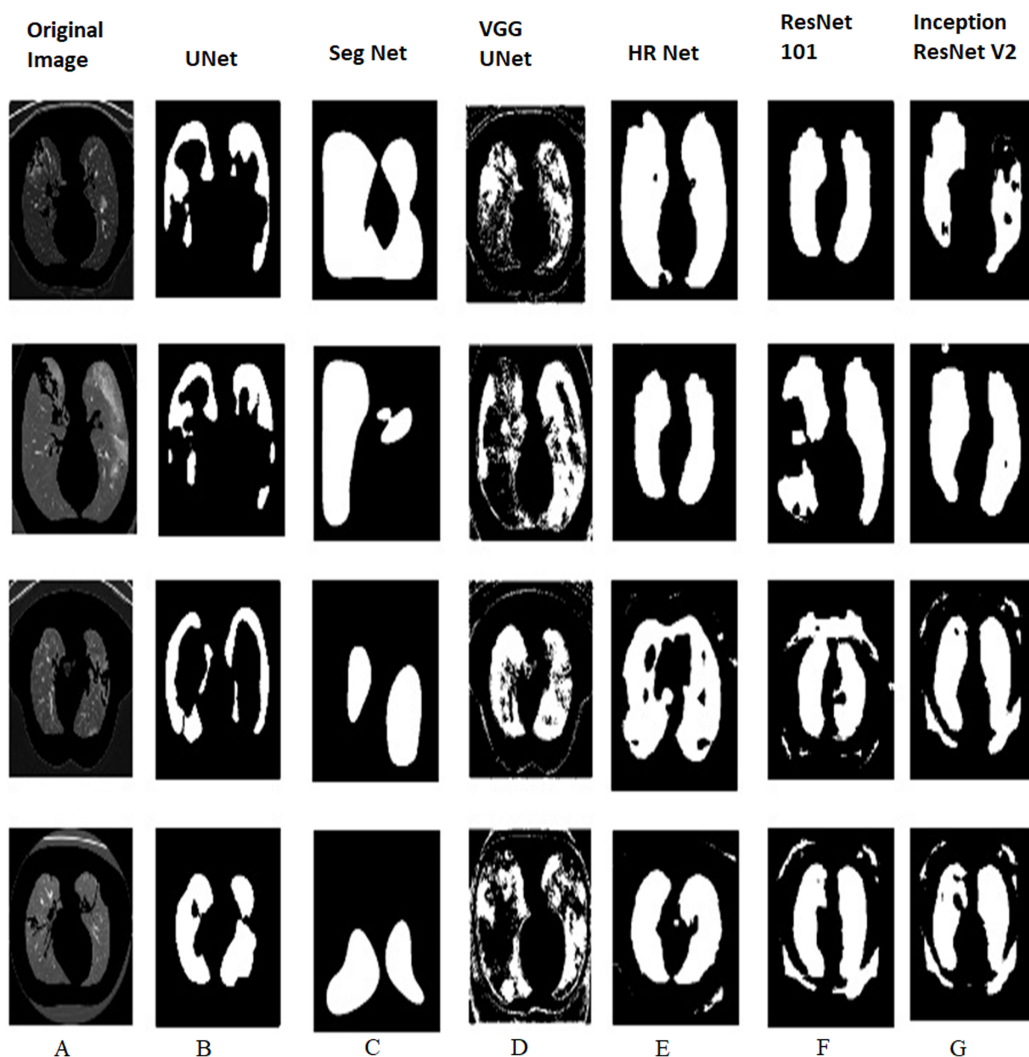 Original
Image
UNet
Seg Net
VGG
UNet
HR Net
ResNet
101
Inception
ResNet V2
A
B
C
D
E
F
G